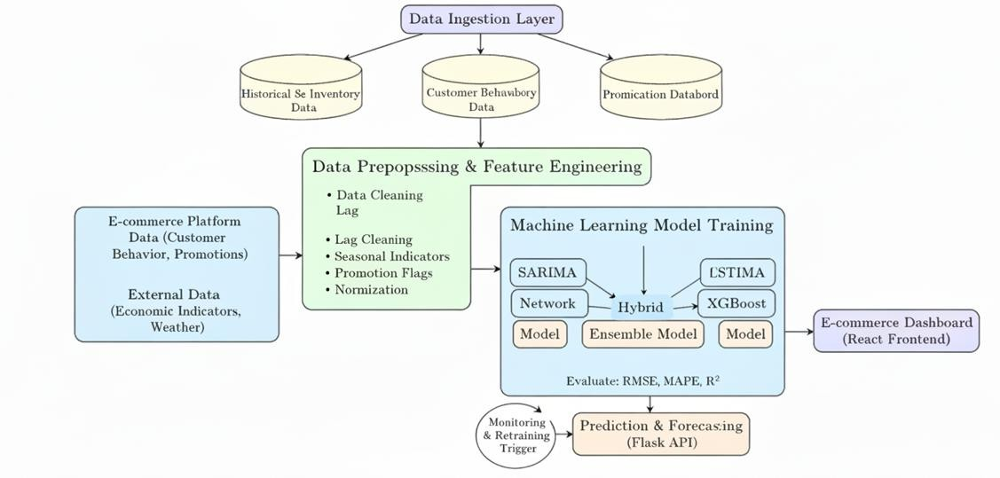 Data Ingestion Layer
Historical Se Inventory
Data
Customer Behavbory
Data
Promication Databord
Data Prepopsssing & Feature Engineering
• Data Cleaning
Lag
• Lag Cleaning
• Seasonal Indicators
• Promotion Flags
• Normization
E-commerce Platform
Data (Customer
Behavior, Promotions)
External Data
(Economic Indicators,
Weather)
Machine Learning Model Training
SARIMA
LSTIMA
Network
Hybrid
XGBoost
Model
Ensemble Model
Model
Evaluate: RMSE, MAPE, R²
E-commerce Dashboard
(React Frontend)
Monitoring
& Retraining
Trigger
Prediction & Forecasing
(Flask API)